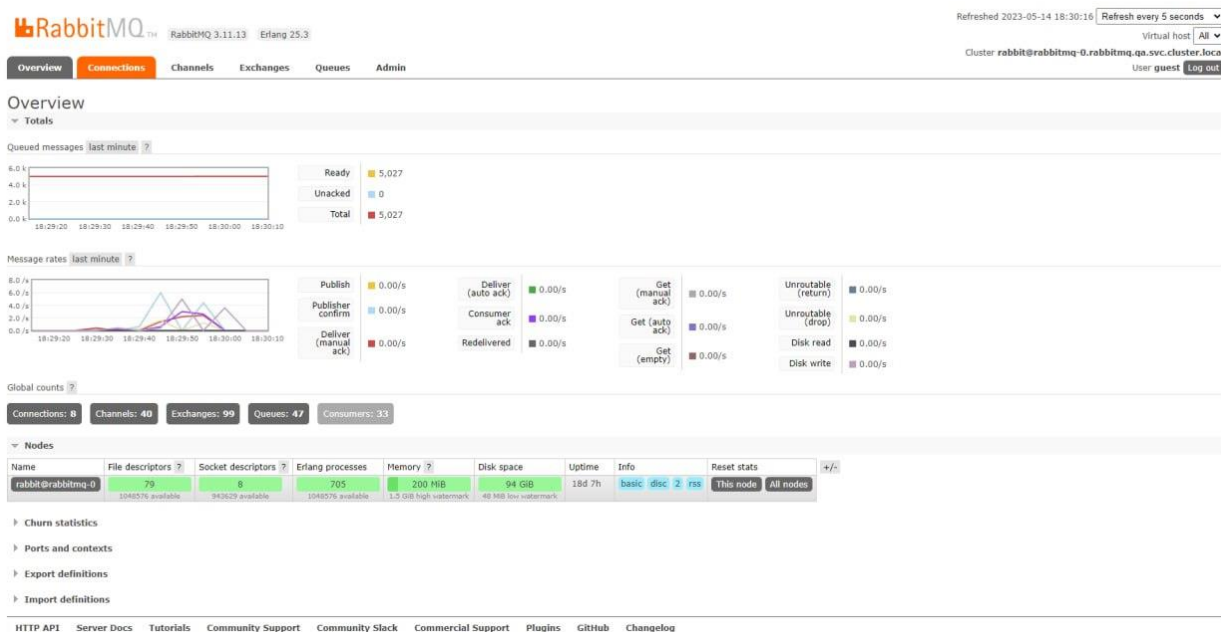 RabbitMQ TM RabbitMQ 3.11.13 Erlang 25.3
Refreshed 2023-05-14 18:30:16 Refresh every 5 seconds
Virtual host All
Cluster rabbit@rabbitmq-0.rabbitmq.qa.svc.cluster.loca
User guest Log out
Overview Connections Channels Exchanges Queues Admin
Overview
Totals
Queued messages last minute ?
6.0 k
4.0 k
2.0 k
0.0 k
18:29:20 18:29:30 18:29:40 18:29:50 18:30:00 18:30:10
Ready 5,027
Unacked 0
Total 5,027
Message rates last minute ?
8.0 /s
6.0 /s
4.0 /s
2.0 /s
0.0 /s
18:29:20 18:29:30 18:29:40 18:29:50 18:30:00 18:30:10
Publish 0.00/s
Publisher
confirm 0.00/s
Deliver
(manual
ack) 0.00/s
Deliver
(auto ack) 0.00/s
Consumer
ack 0.00/s
Redelivered 0.00/s
Get
(manual
ack) 0.00/s
Get (auto
ack) 0.00/s
Get
(empty) 0.00/s
Unroutable
(return) 0.00/s
Unroutable
(drop) 0.00/s
Disk read 0.00/s
Disk write 0.00/s
Global counts ?
Connections: 8 Channels: 40 Exchanges: 99 Queues: 47 Consumers: 33
Nodes
Name File descriptors ? Socket descriptors ? Erlang processes Memory ? Disk space Uptime Info Reset stats +/-
rabbit@rabbitmq-0 79 8 705 200 MiB 94 GiB 18d 7h basic disc 2 rss This node All nodes
1048576 available 943629 available 1048576 available 1.5 GiB high watermark 48 MiB low watermark
Churn statistics
Ports and contexts
Export definitions
Import definitions
HTTP API Server Docs Tutorials Community Support Community Slack Commercial Support Plugins GitHub Changelog